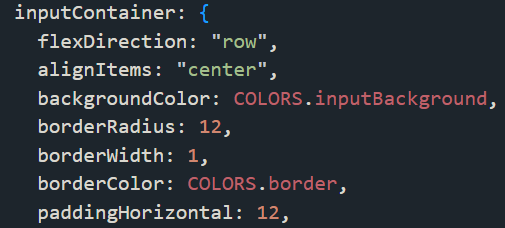 inputContainer: {
flexDirection: "row",
alignItems: "center",
backgroundColor: COLORS.inputBackground,
borderRadius: 12,
borderWidth: 1,
borderColor: COLORS.border,
paddingHorizontal: 12,